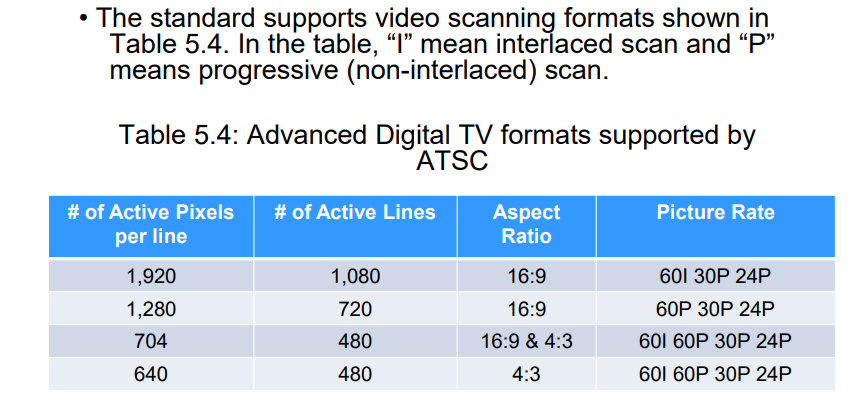 • The standard supports video scanning formats shown in
Table 5.4. In the table, “I” mean interlaced scan and “P”
means progressive (non-interlaced) scan.
Table 5.4: Advanced Digital TV formats supported by
ATSC
# of Active Pixels per line # of Active Lines Aspect Ratio Picture Rate
1,920 1,080 16:9 60I 30P 24P
1,280 720 16:9 60P 30P 24P
704 480 16:9 & 4:3 60I 60P 30P 24P
640 480 4:3 60I 60P 30P 24P